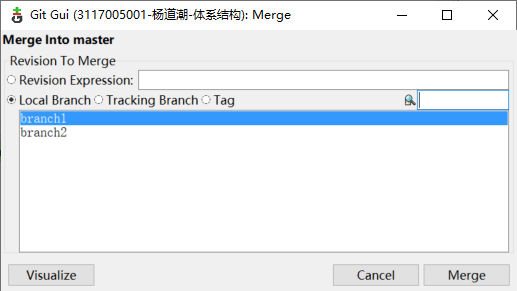 Git Gui (3117005001-杨道潮-体系结构): Merge
Merge Into master
Revision To Merge
Revision Expression:
Local Branch Tracking Branch Tag
branch1
branch2
Visualize Cancel Merge